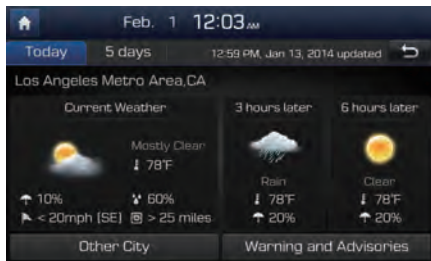 Feb. 1 12:03 AM
Today 5 days 12:59 PM, Jan 13, 2014 updated
Los Angeles Metro Area,CA
Current Weather 3 hours later 6 hours later
Mostly Clear
78°F
Rain Clear
10% 60% 78°F 78°F
< 20mph [SE] > 25 miles 20% 20%
Other City Warning and Advisories